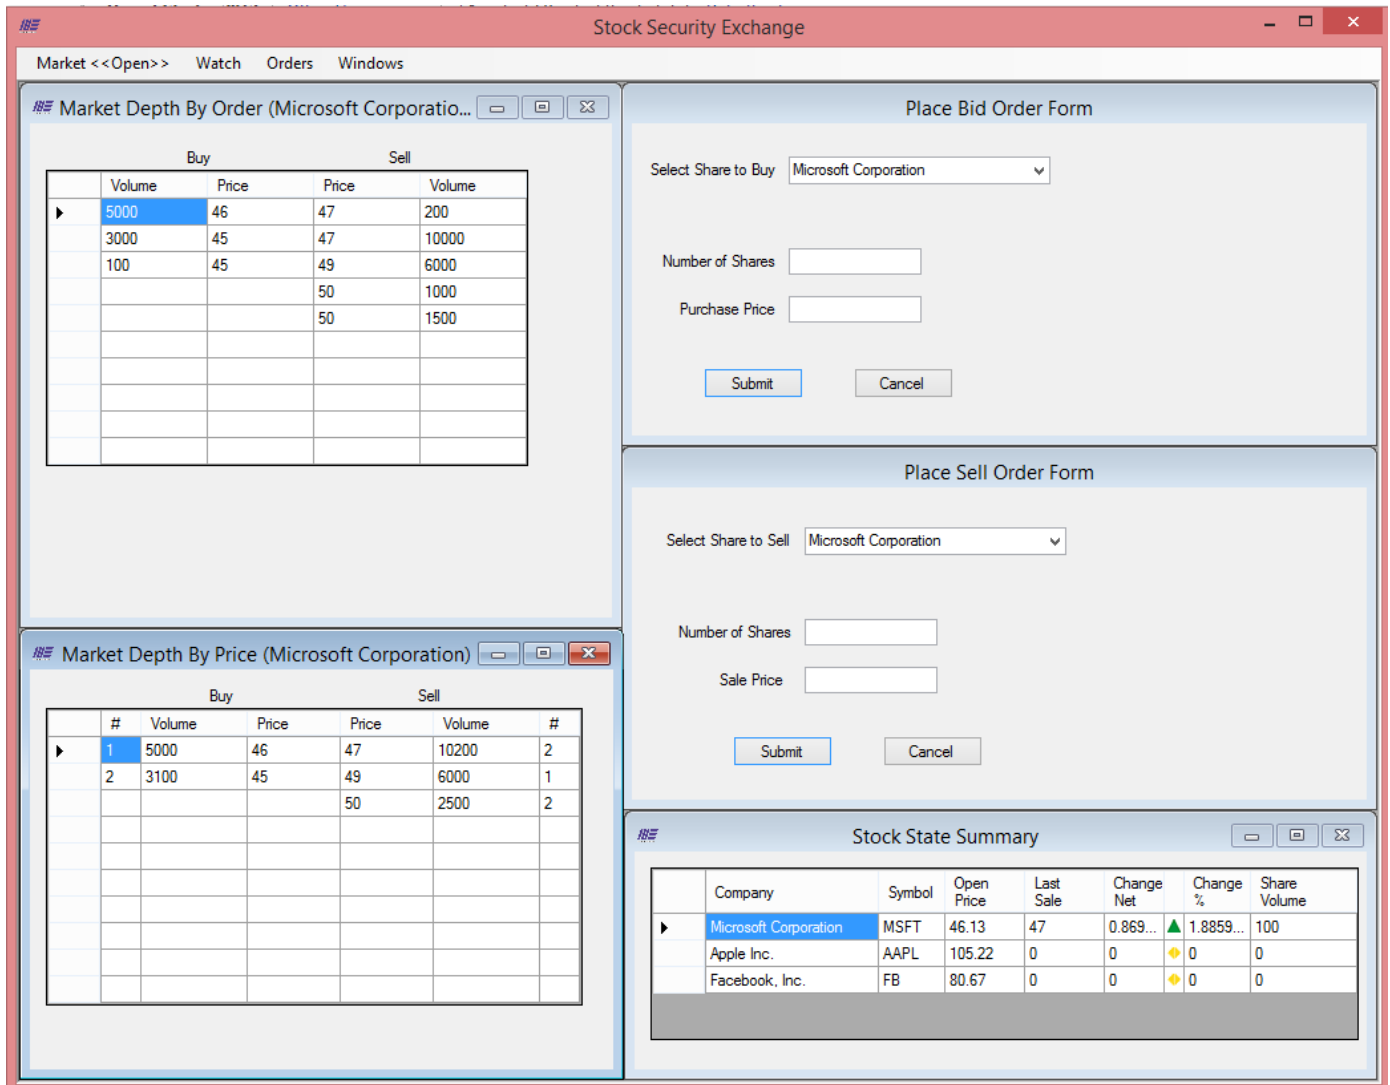 Stock Security Exchange
Market <<Open>> Watch Orders Windows
Market Depth By Order (Microsoft Corporatio...
Buy Sell
Volume Price Price Volume
5000 46 47 200
3000 45 47 10000
100 45 49 6000
50 1000
50 1500
Place Bid Order Form
Select Share to Buy Microsoft Corporation
Number of Shares
Purchase Price
Submit Cancel
Place Sell Order Form
Select Share to Sell Microsoft Corporation
Number of Shares
Sale Price
Submit Cancel
Market Depth By Price (Microsoft Corporation)
Buy Sell
# Volume Price Price Volume #
1 5000 46 47 10200 2
2 3100 45 49 6000 1
50 2500 2
Stock State Summary
Company Symbol Open Price Last Sale Change Net Change % Share Volume
Microsoft Corporation MSFT 46.13 47 0.869... 1.8859... 100
Apple Inc. AAPL 105.22 0 0 0 0
Facebook, Inc. FB 80.67 0 0 0 0